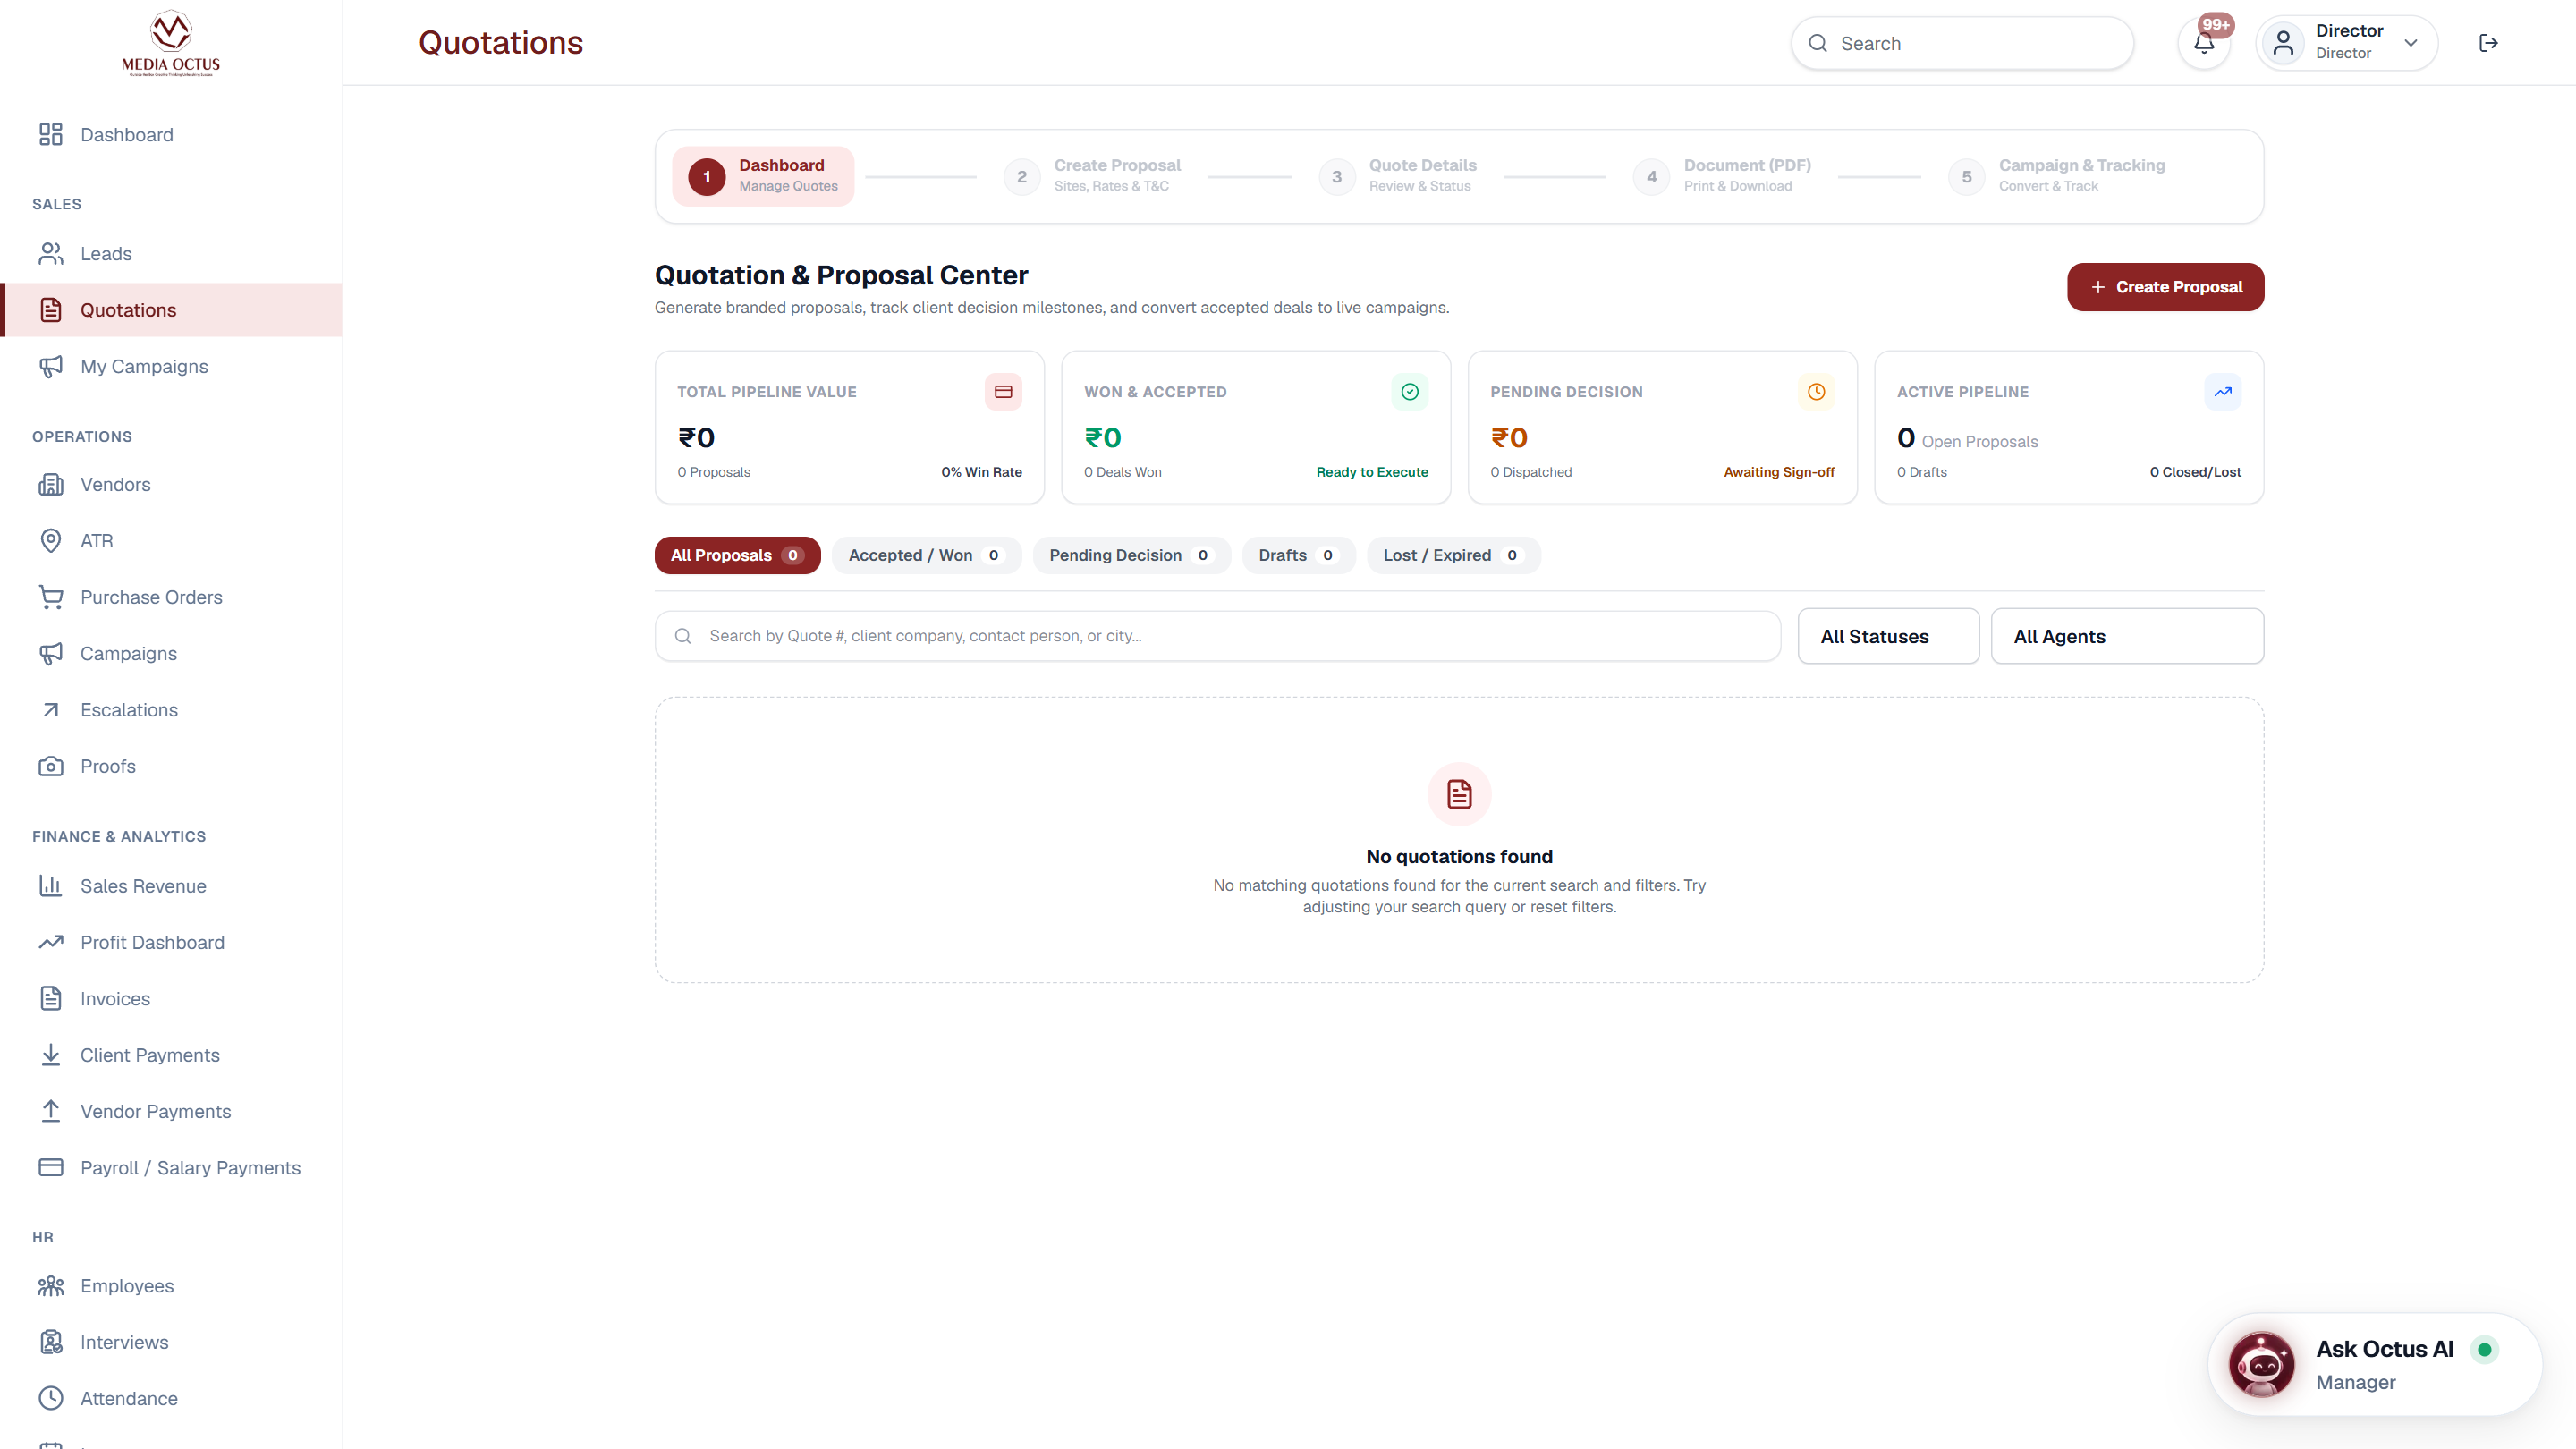 MEDIA OCTUS
Dashboard
SALES
Leads
Quotations
My Campaigns
OPERATIONS
Vendors
ATR
Purchase Orders
Campaigns
Escalations
Proofs
FINANCE & ANALYTICS
Sales Revenue
Profit Dashboard
Invoices
Client Payments
Vendor Payments
Payroll / Salary Payments
HR
Employees
Interviews
Attendance
Quotations
Search
99+
Director
Director
1
Dashboard
Manage Quotes
2
Create Proposal
Sites, Rates & T&C
3
Quote Details
Review & Status
4
Document (PDF)
Print & Download
5
Campaign & Tracking
Convert & Track
Quotation & Proposal Center
Generate branded proposals, track client decision milestones, and convert accepted deals to live campaigns.
+ Create Proposal
TOTAL PIPELINE VALUE
₹0
0 Proposals 0% Win Rate
WON & ACCEPTED
₹0
0 Deals Won Ready to Execute
PENDING DECISION
₹0
0 Dispatched Awaiting Sign-off
ACTIVE PIPELINE
0 Open Proposals
0 Drafts 0 Closed/Lost
All Proposals 0 Accepted / Won 0 Pending Decision 0 Drafts 0 Lost / Expired 0
Search by Quote #, client company, contact person, or city... All Statuses All Agents
No quotations found
No matching quotations found for the current search and filters. Try
adjusting your search query or reset filters.
Ask Octus AI
Manager